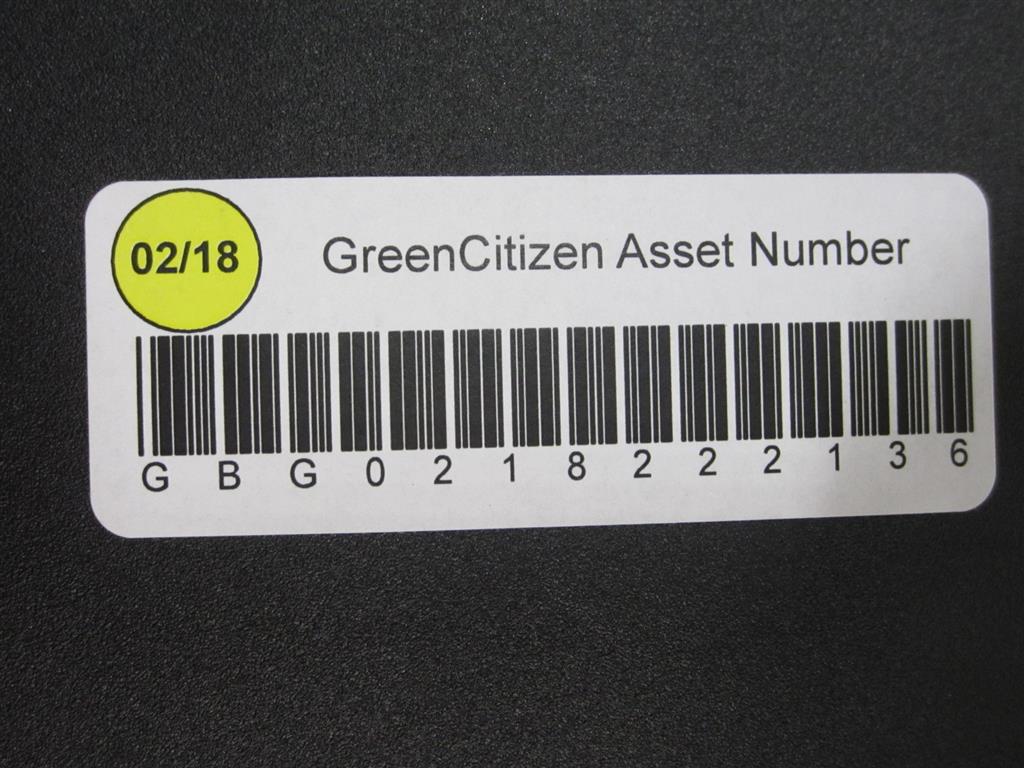 02/18
GreenCitizen Asset Number
G B G 0 2 1 8 2 2 2 1 3 6